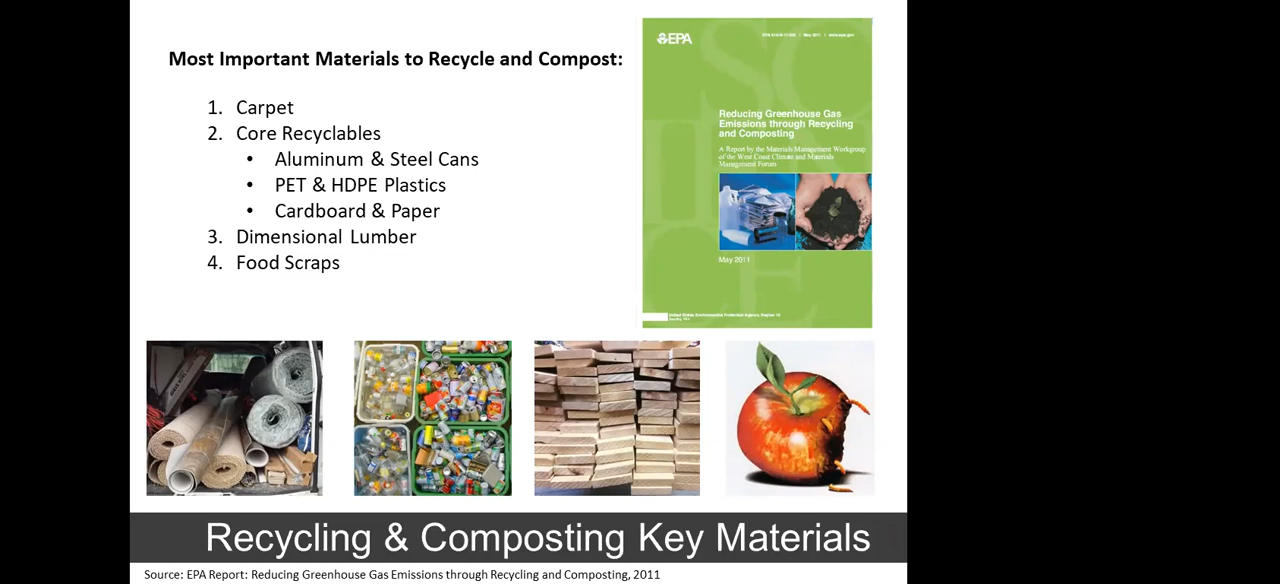 Most Important Materials to Recycle and Compost:
1. Carpet
2. Core Recyclables
• Aluminum & Steel Cans
• PET & HDPE Plastics
• Cardboard & Paper
3. Dimensional Lumber
4. Food Scraps
EPA
May 2011 | www.epa.gov
Reducing Greenhouse Gas
Emissions through Recycling
and Composting
A Report by the Materials Management Workgroup
of the West Coast Climate and Materials
Management Forum
May 2011
United States Environmental Protection Agency, Region 10
Recycling & Composting Key Materials
Source: EPA Report: Reducing Greenhouse Gas Emissions through Recycling and Composting, 2011